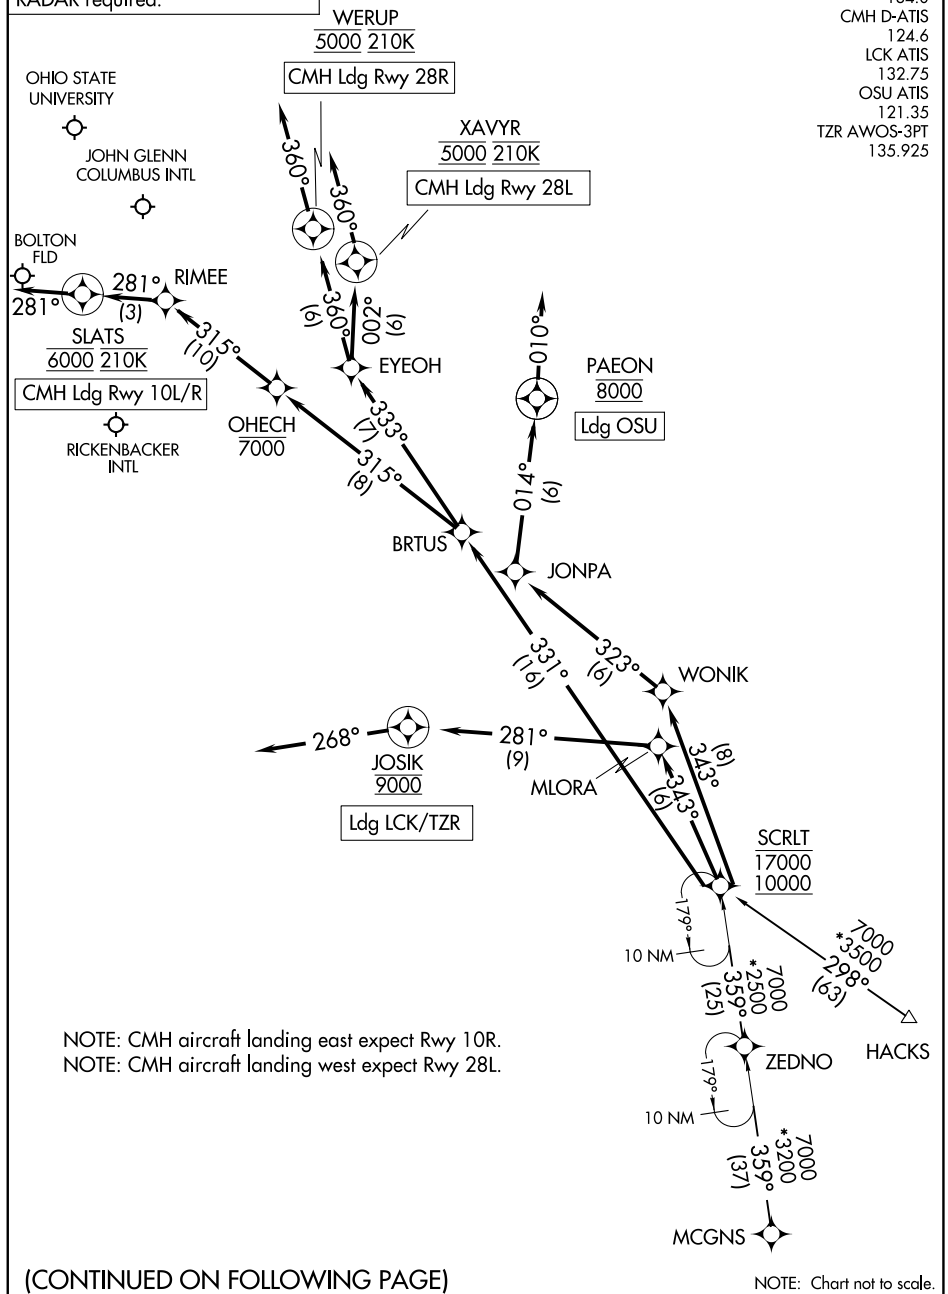 RADAR required.
CMH D-ATIS
124.6
LCK ATIS
132.75
OSU ATIS
121.35
TZR AWOS-3PT
135.925
WERUP
5000 210K
CMH Ldg Rwy 28R
XAVYR
5000 210K
CMH Ldg Rwy 28L
OHIO STATE
UNIVERSITY
JOHN GLENN
COLUMBUS INTL
BOLTON
FLD
360°
360°
281°
281°
(3)
RIMEE
SLATS
6000 210K
CMH Ldg Rwy 10L/R
RICKENBACKER
INTL
315°
(10)
OHECH
7000
360°
(6)
002°
(6)
EYEOH
333°
(7)
315°
(8)
BRTUS
010°
PAEON
8000
Ldg OSU
014°
(6)
JONPA
323°
(6)
WONIK
331°
(16)
268°
JOSIK
9000
Ldg LCK/TZR
281°
(9)
MLORA
343°
(8)
343°
(6)
SCRLT
17000
10000
179°
10 NM
7000
*3500
298°
(63)
HACKS
7000
*2500
359°
(25)
ZEDNO
179°
10 NM
7000
*3200
359°
(37)
MCGNS
NOTE: CMH aircraft landing east expect Rwy 10R.
NOTE: CMH aircraft landing west expect Rwy 28L.
(CONTINUED ON FOLLOWING PAGE)
NOTE: Chart not to scale.